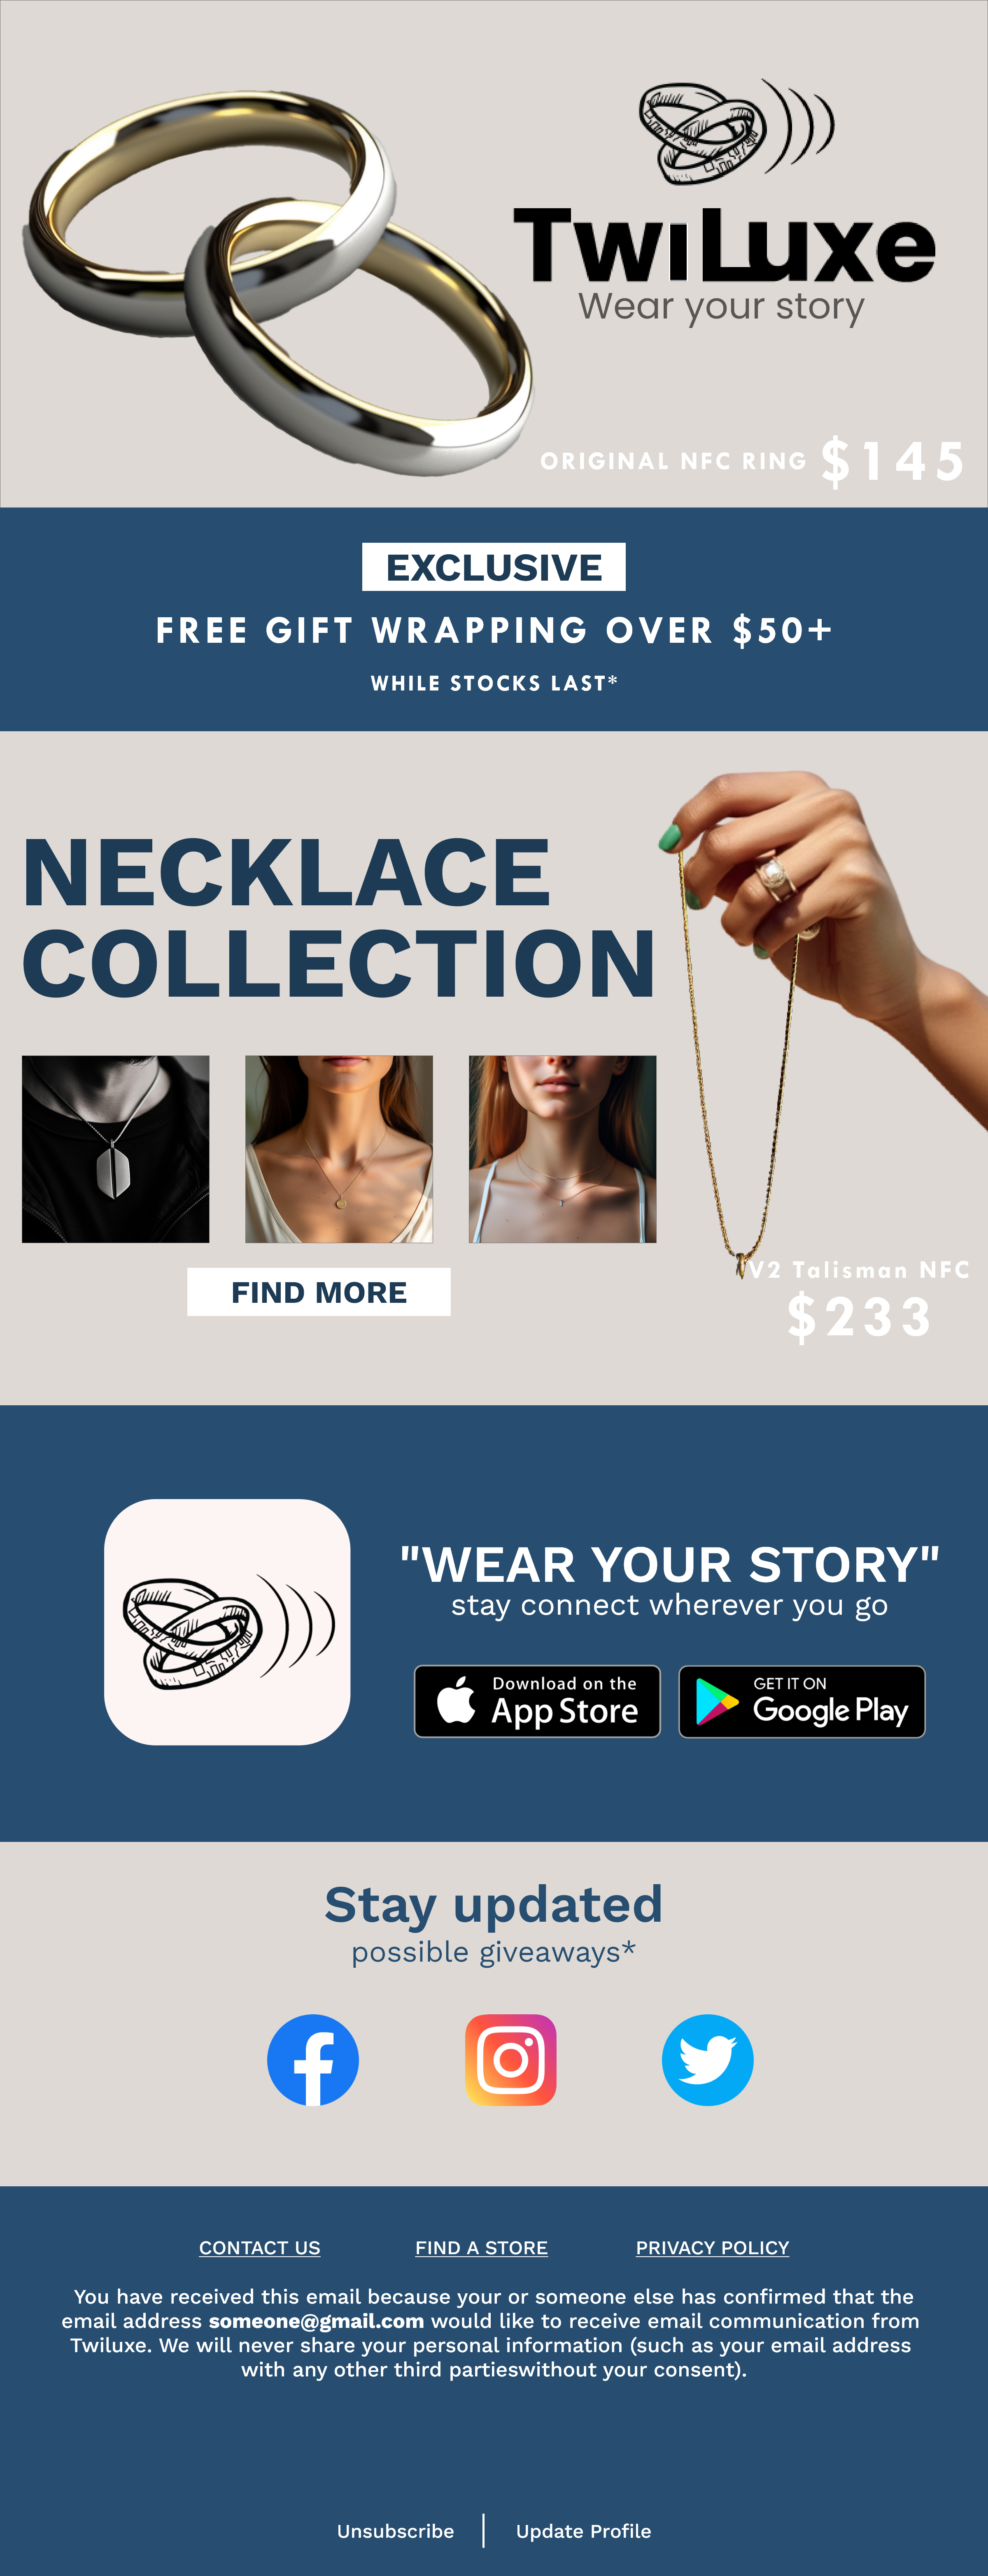 TwiLuxe
Wear your story
ORIGINAL NFC RING $145
EXCLUSIVE
FREE GIFT WRAPPING OVER $50+
WHILE STOCKS LAST*
NECKLACE
COLLECTION
FIND MORE
V2 Talisman NFC
$233
"WEAR YOUR STORY"
stay connect wherever you go
Download on the
App Store
GET IT ON
Google Play
Stay updated
possible giveaways*
CONTACT US FIND A STORE PRIVACY POLICY
You have received this email because your or someone else has confirmed that the
email address someone@gmail.com would like to receive email communication from
Twiluxe. We will never share your personal information (such as your email address
with any other third partieswithout your consent).
Unsubscribe | Update Profile